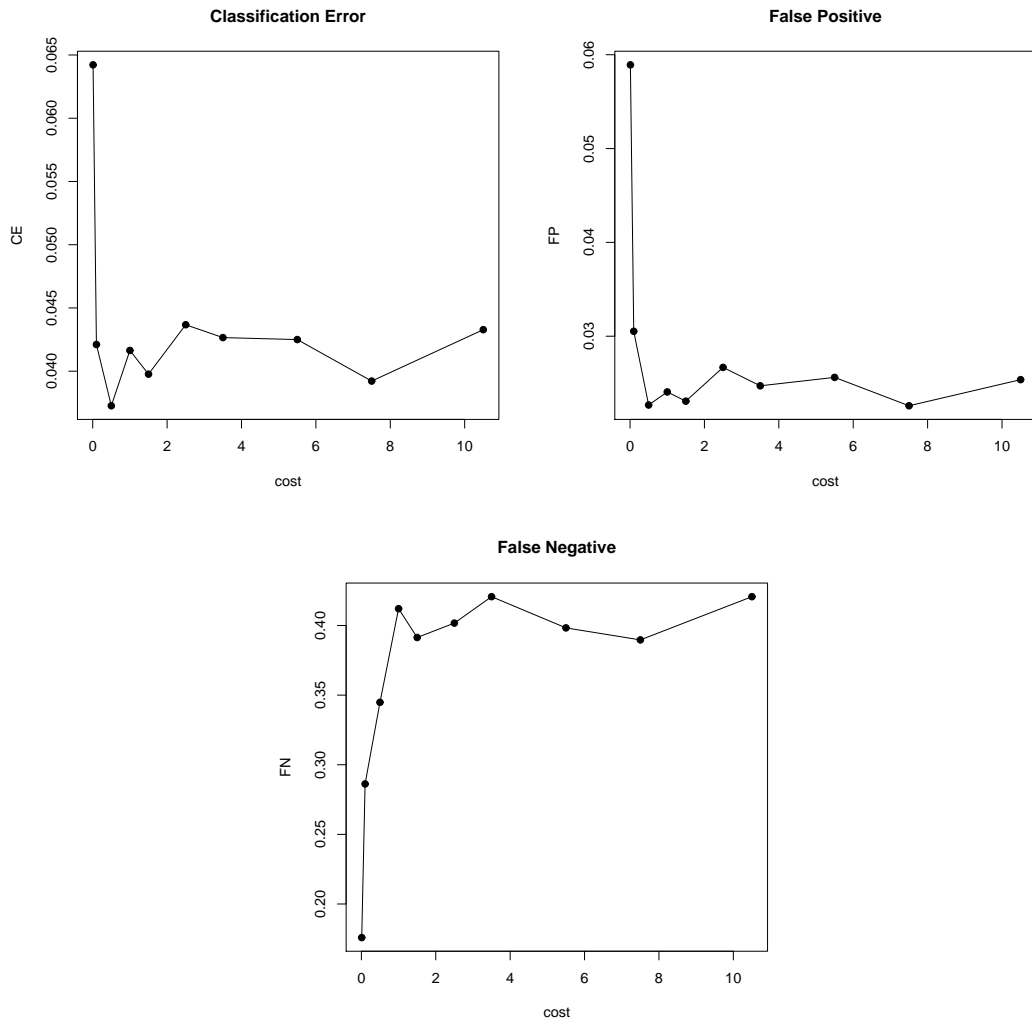 Classification Error
CE
0.065
0.060
0.055
0.050
0.045
0.040
0 2 4 6 8 10
cost
False Positive
FP
0.06
0.05
0.04
0.03
0 2 4 6 8 10
cost
False Negative
FN
0.40
0.35
0.30
0.25
0.20
0 2 4 6 8 10
cost